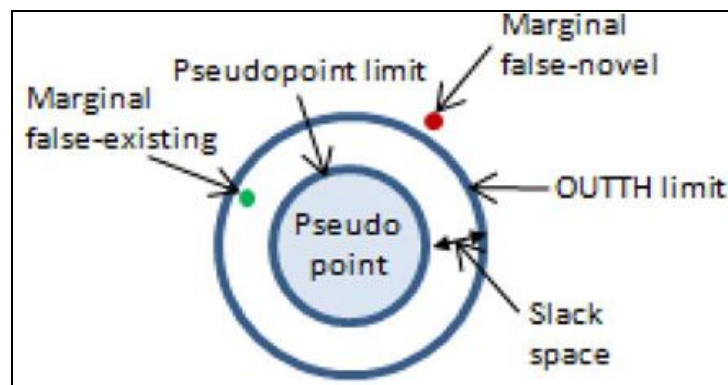 Marginal
false-novel
Pseudopoint limit
Marginal
false-existing
OUTTH limit
Pseudo
point
Slack
space